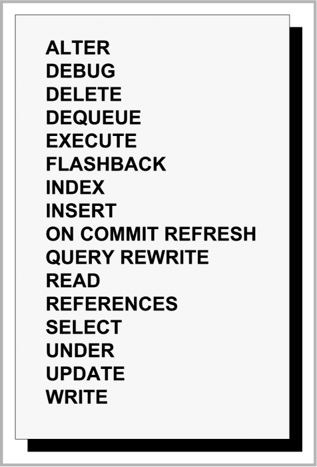 ALTER
DEBUG
DELETE
DEQUEUE
EXECUTE
FLASHBACK
INDEX
INSERT
ON COMMIT REFRESH
QUERY REWRITE
READ
REFERENCES
SELECT
UNDER
UPDATE
WRITE